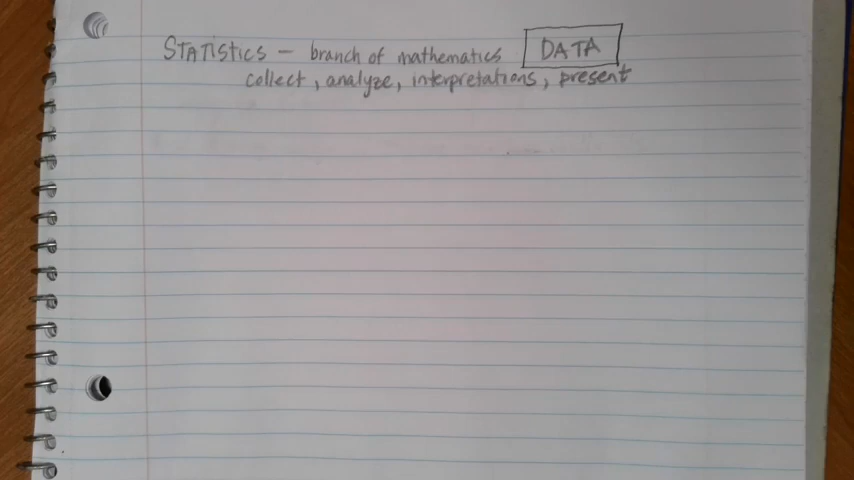 STATISTICS — branch of mathematics DATA
collect, analyze, interpretations, present